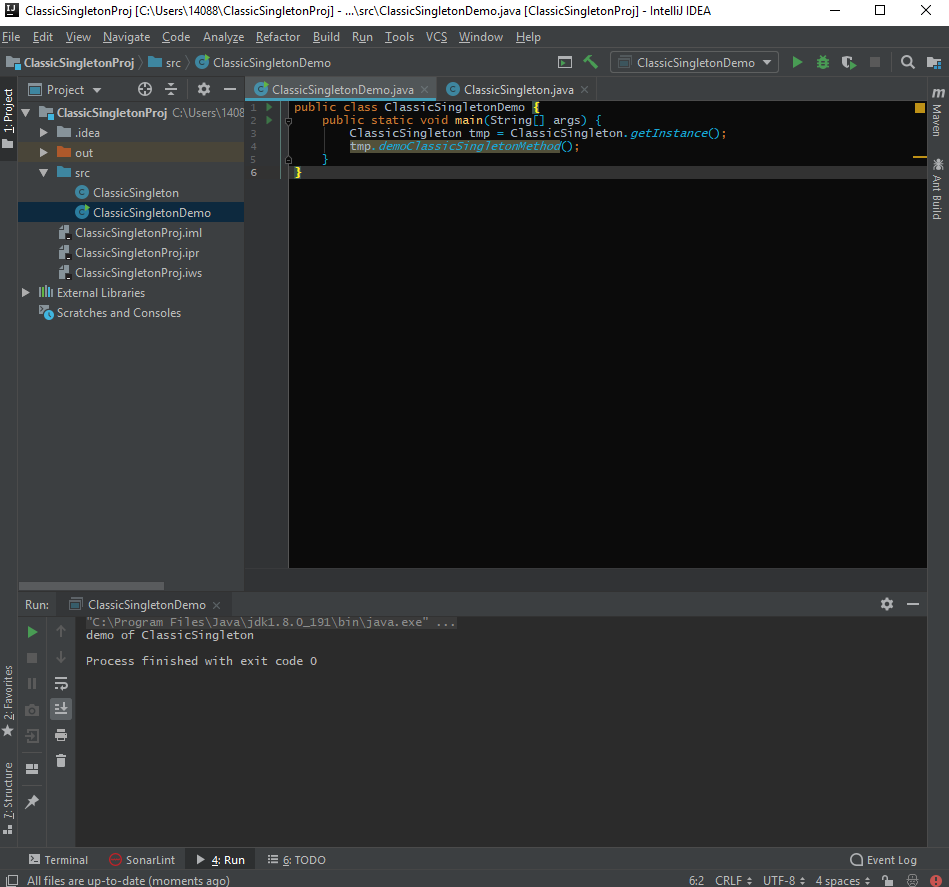 ClassicSingletonProj [C:\Users\14088\ClassicSingletonProj] - ...\src\ClassicSingletonDemo.java [ClassicSingletonProj] - IntelliJ IDEA
File Edit View Navigate Code Analyze Refactor Build Run Tools VCS Window Help
ClassicSingletonProj src ClassicSingletonDemo
ClassicSingletonDemo
1: Project
Project
ClassicSingletonProj C:\Users\1408
.idea
out
src
ClassicSingleton
ClassicSingletonDemo
ClassicSingletonProj.iml
ClassicSingletonProj.ipr
ClassicSingletonProj.iws
External Libraries
Scratches and Consoles
ClassicSingletonDemo.java ClassicSingleton.java
1 public class ClassicSingletonDemo {
2 public static void main(String[] args) {
3 ClassicSingleton tmp = ClassicSingleton.getInstance();
4 tmp.demoClassicSingletonMethod();
5 }
6 }
Maven
Ant Build
Run: ClassicSingletonDemo
"C:\Program Files\Java\jdk1.8.0_191\bin\java.exe" ...
demo of ClassicSingleton
Process finished with exit code 0
2: Favorites
7: Structure
Terminal SonarLint 4: Run 6: TODO Event Log
All files are up-to-date (moments ago) 6:2 CRLF UTF-8 4 spaces